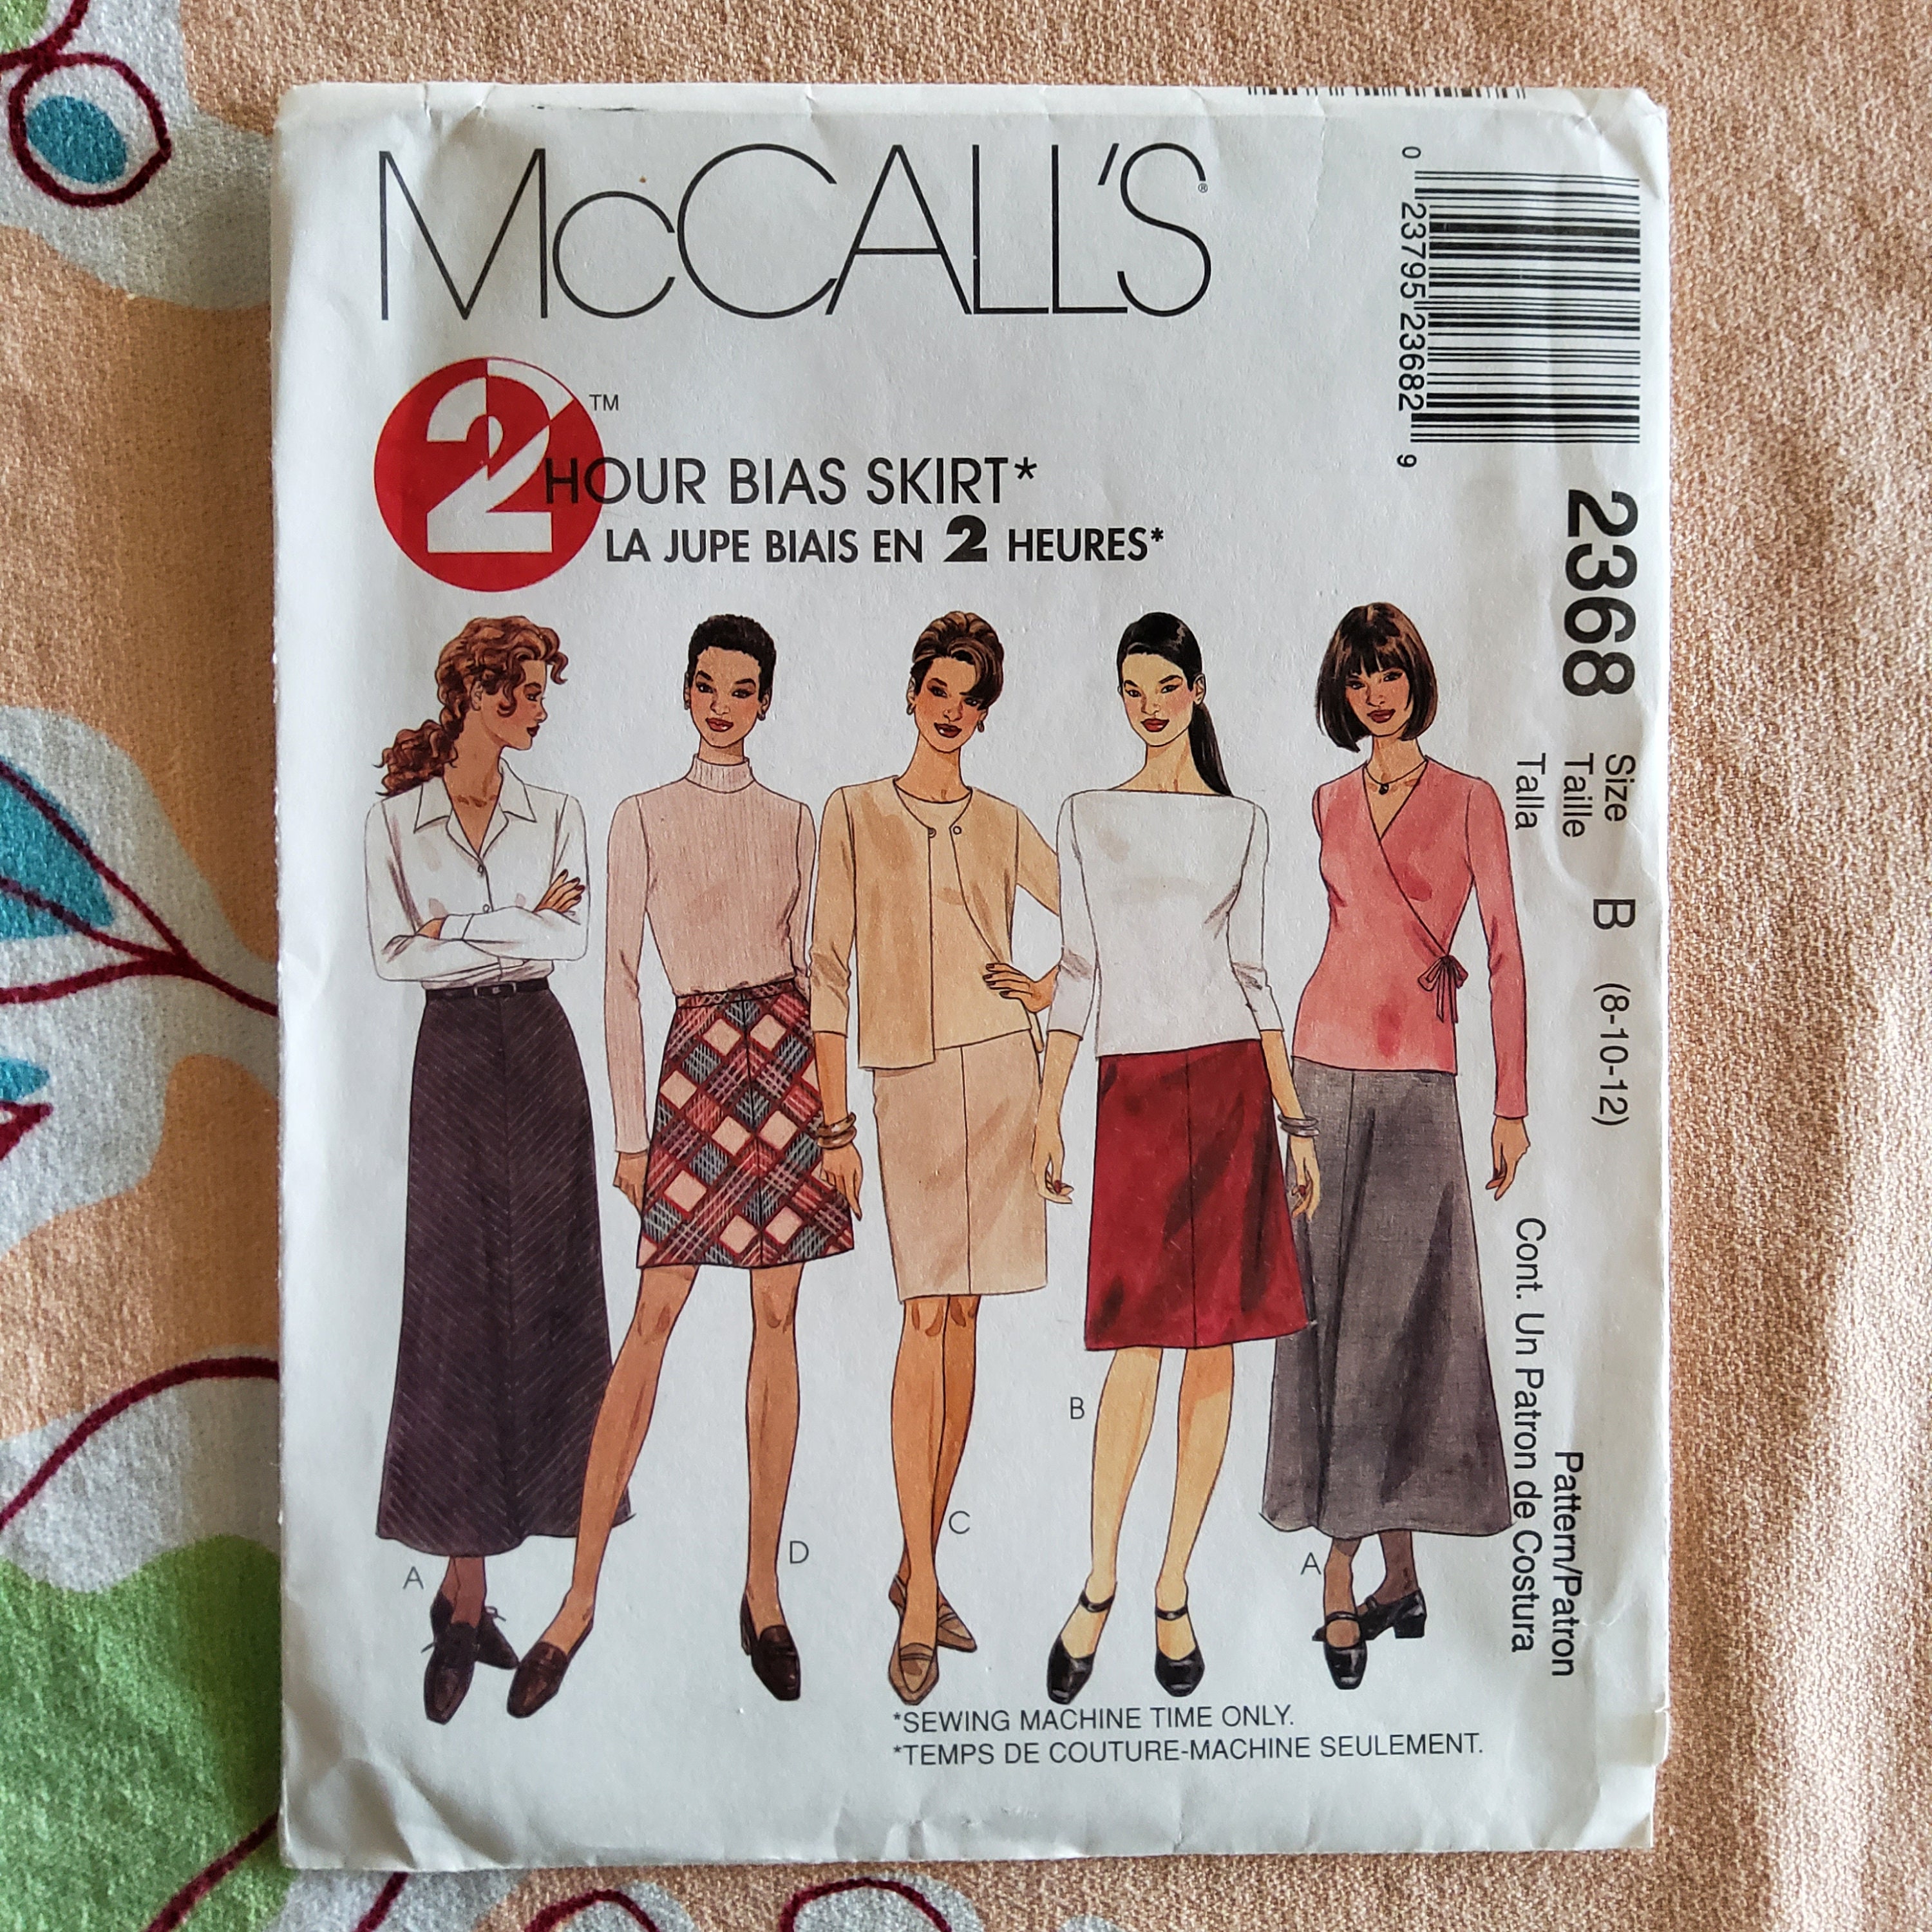 McCALL'S®
2 ™
HOUR BIAS SKIRT*
LA JUPE BIAIS EN 2 HEURES*
0 23795 23682 9
2368
Size B (8-10-12)
Taille
Talla
Pattern/Patron
Cont. Un Patron de Costura
A
D
C
B
A
*SEWING MACHINE TIME ONLY.
*TEMPS DE COUTURE-MACHINE SEULEMENT.